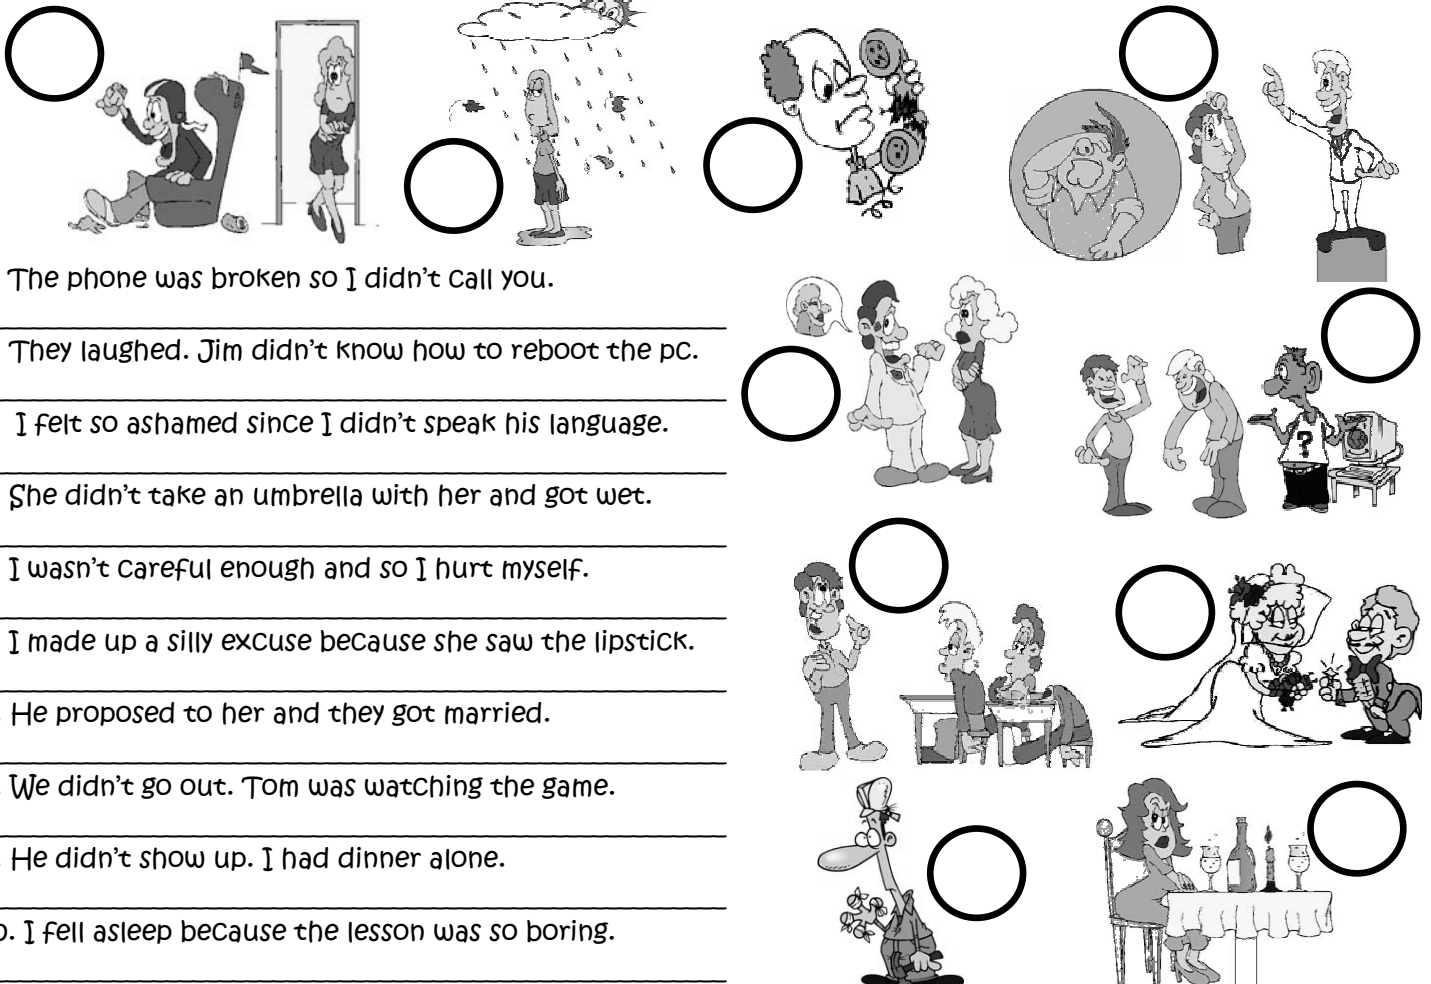 The phone was broken so I didn't call you.
They laughed. Jim didn't know how to reboot the pc.
I felt so ashamed since I didn't speak his language.
She didn't take an umbrella with her and got wet.
I wasn't careful enough and so I hurt myself.
I made up a silly excuse because she saw the lipstick.
. He proposed to her and they got married.
. We didn't go out. Tom was watching the game.
. He didn't show up. I had dinner alone.
0. I fell asleep because the lesson was so boring.
?